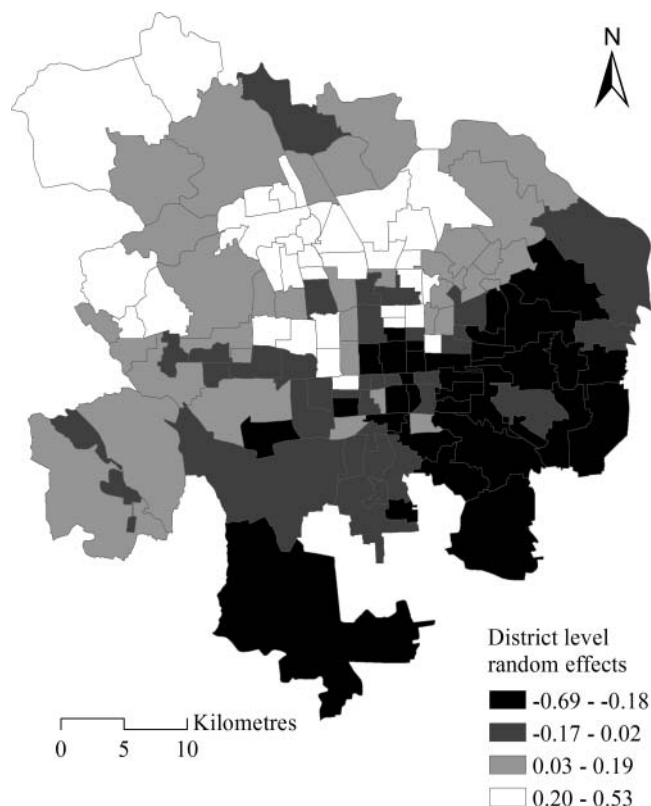 N
District level
random effects
-0.69 - -0.18
-0.17 - 0.02
0.03 - 0.19
0.20 - 0.53
Kilometres
0 5 10